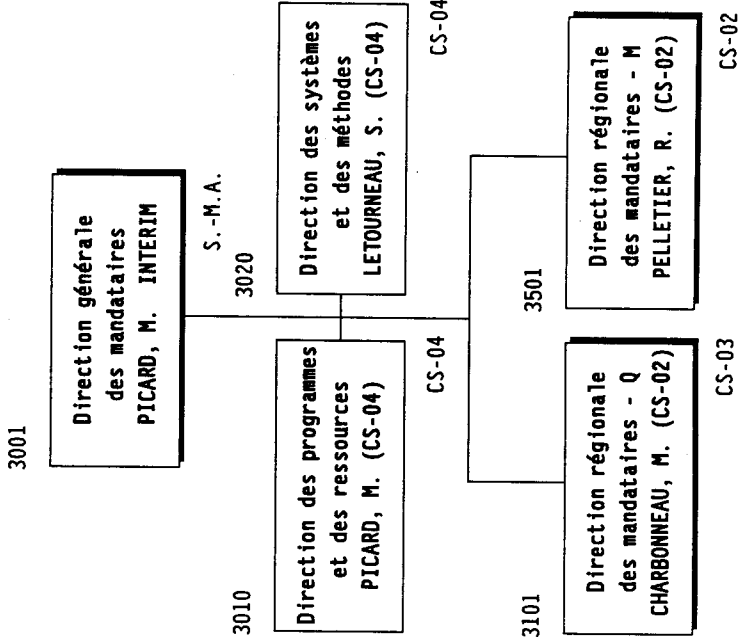 3001
Direction générale
des mandataires
PICARD, M. INTERIM
S.-M.A.
3010
Direction des programmes
et des ressources
PICARD, M. (CS-04)
CS-04
3020
Direction des systèmes
et des méthodes
LETOURNEAU, S. (CS-04)
CS-04
3101
Direction régionale
des mandataires - Q
CHARBONNEAU, M. (CS-02)
CS-03
3501
Direction régionale
des mandataires - M
PELLETIER, R. (CS-02)
CS-02